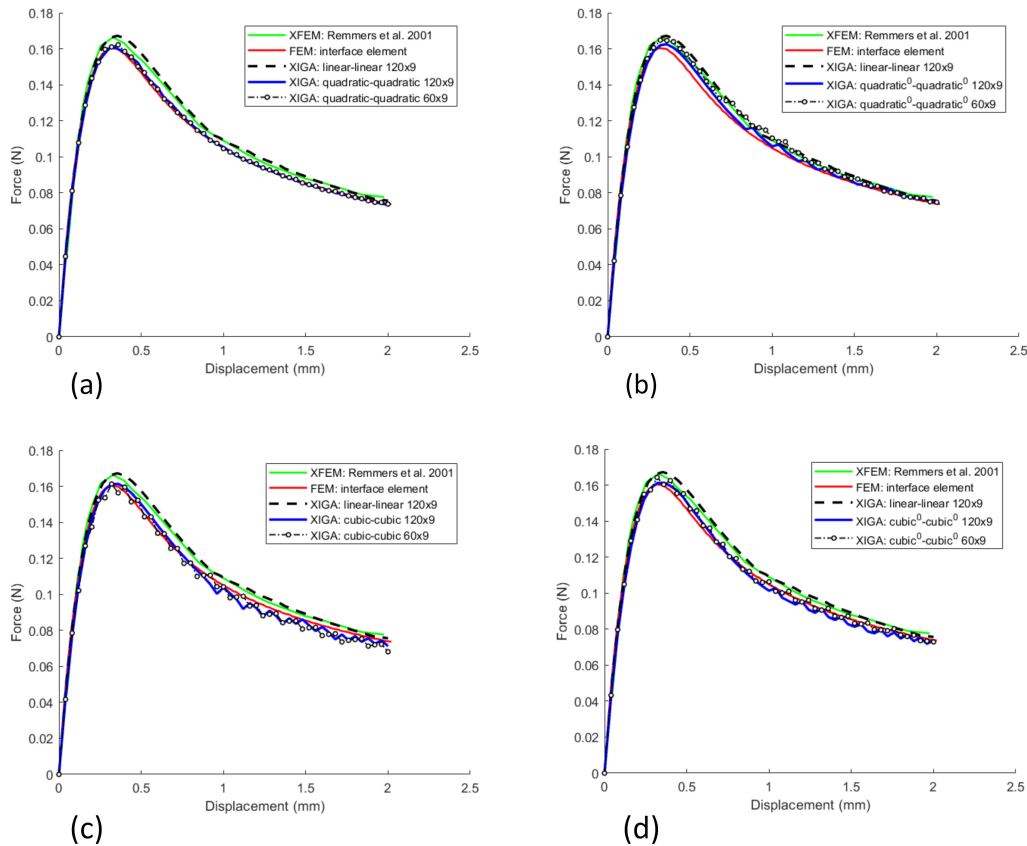 0.18
0.16
0.14
0.12
0.1
0.08
0.06
0.04
0.02
0
Force (N)
XFEM: Remmers et al. 2001
FEM: interface element
XIGA: linear-linear 120x9
XIGA: quadratic-quadratic 120x9
XIGA: quadratic-quadratic 60x9
0 0.5 1 1.5 2 2.5
Displacement (mm)
(a)
0.18
0.16
0.14
0.12
0.1
0.08
0.06
0.04
0.02
0
Force (N)
XFEM: Remmers et al. 2001
FEM: interface element
XIGA: linear-linear 120x9
XIGA: quadratic⁰-quadratic⁰ 120x9
XIGA: quadratic⁰-quadratic⁰ 60x9
0 0.5 1 1.5 2 2.5
Displacement (mm)
(b)
0.18
0.16
0.14
0.12
0.1
0.08
0.06
0.04
0.02
0
Force (N)
XFEM: Remmers et al. 2001
FEM: interface element
XIGA: linear-linear 120x9
XIGA: cubic-cubic 120x9
XIGA: cubic-cubic 60x9
0 0.5 1 1.5 2 2.5
Displacement (mm)
(c)
0.18
0.16
0.14
0.12
0.1
0.08
0.06
0.04
0.02
0
Force (N)
XFEM: Remmers et al. 2001
FEM: interface element
XIGA: linear-linear 120x9
XIGA: cubic⁰-cubic⁰ 120x9
XIGA: cubic⁰-cubic⁰ 60x9
0 0.5 1 1.5 2 2.5
Displacement (mm)
(d)